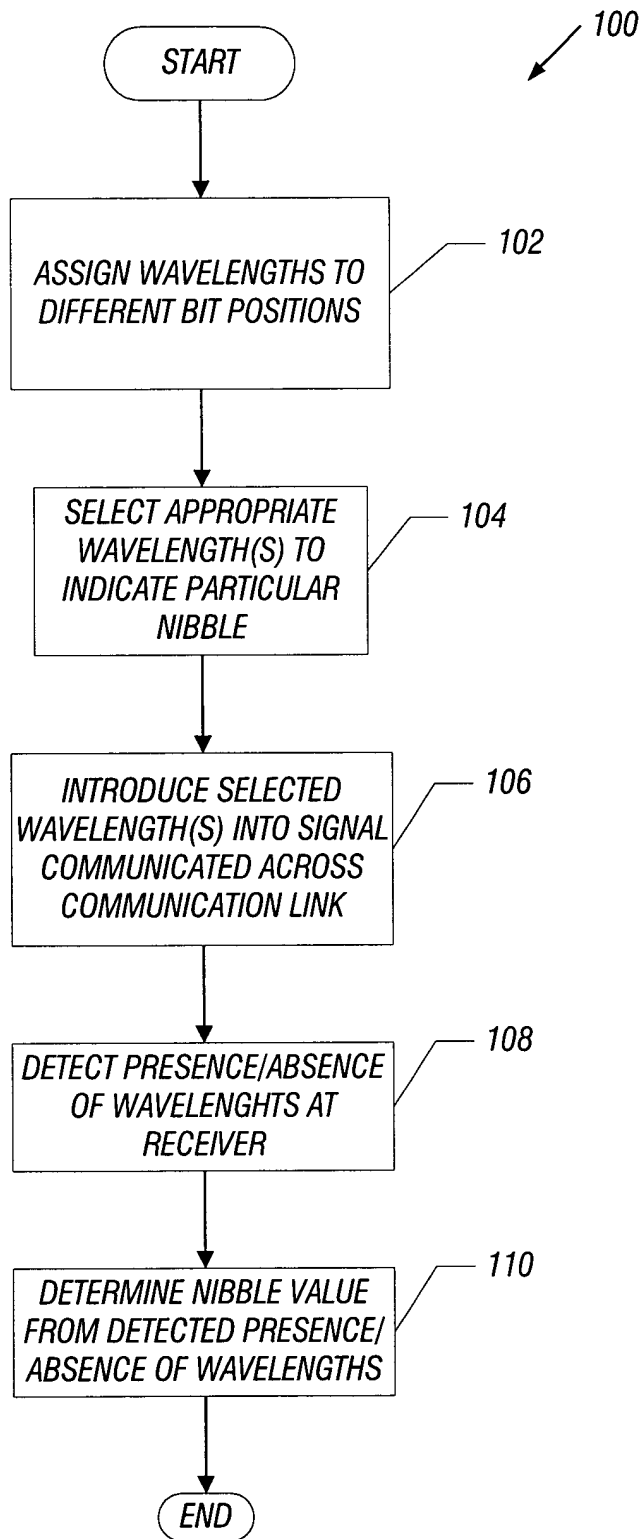 START
100
ASSIGN WAVELENGTHS TO
DIFFERENT BIT POSITIONS
102
SELECT APPROPRIATE
WAVELENGTH(S) TO
INDICATE PARTICULAR
NIBBLE
104
INTRODUCE SELECTED
WAVELENGTH(S) INTO SIGNAL
COMMUNICATED ACROSS
COMMUNICATION LINK
106
DETECT PRESENCE/ABSENCE
OF WAVELENGHTS AT
RECEIVER
108
DETERMINE NIBBLE VALUE
FROM DETECTED PRESENCE/
ABSENCE OF WAVELENGTHS
110
END